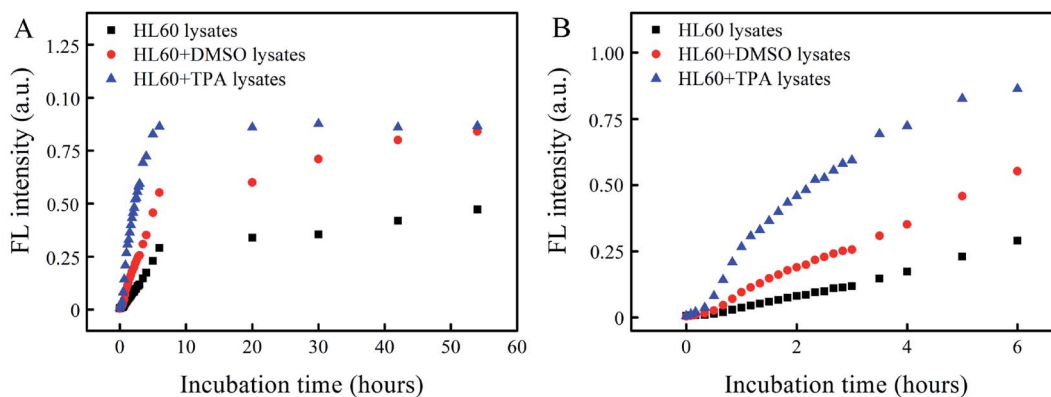 A
HL60 lysates
HL60+DMSO lysates
HL60+TPA lysates
FL intensity (a.u.)
1.25
0.10
0.75
0.50
0.25
0
0 10 20 30 40 50 60
Incubation time (hours)
B
HL60 lysates
HL60+DMSO lysates
HL60+TPA lysates
FL intensity (a.u.)
1.00
0.75
0.50
0.25
0
0 2 4 6
Incubation time (hours)